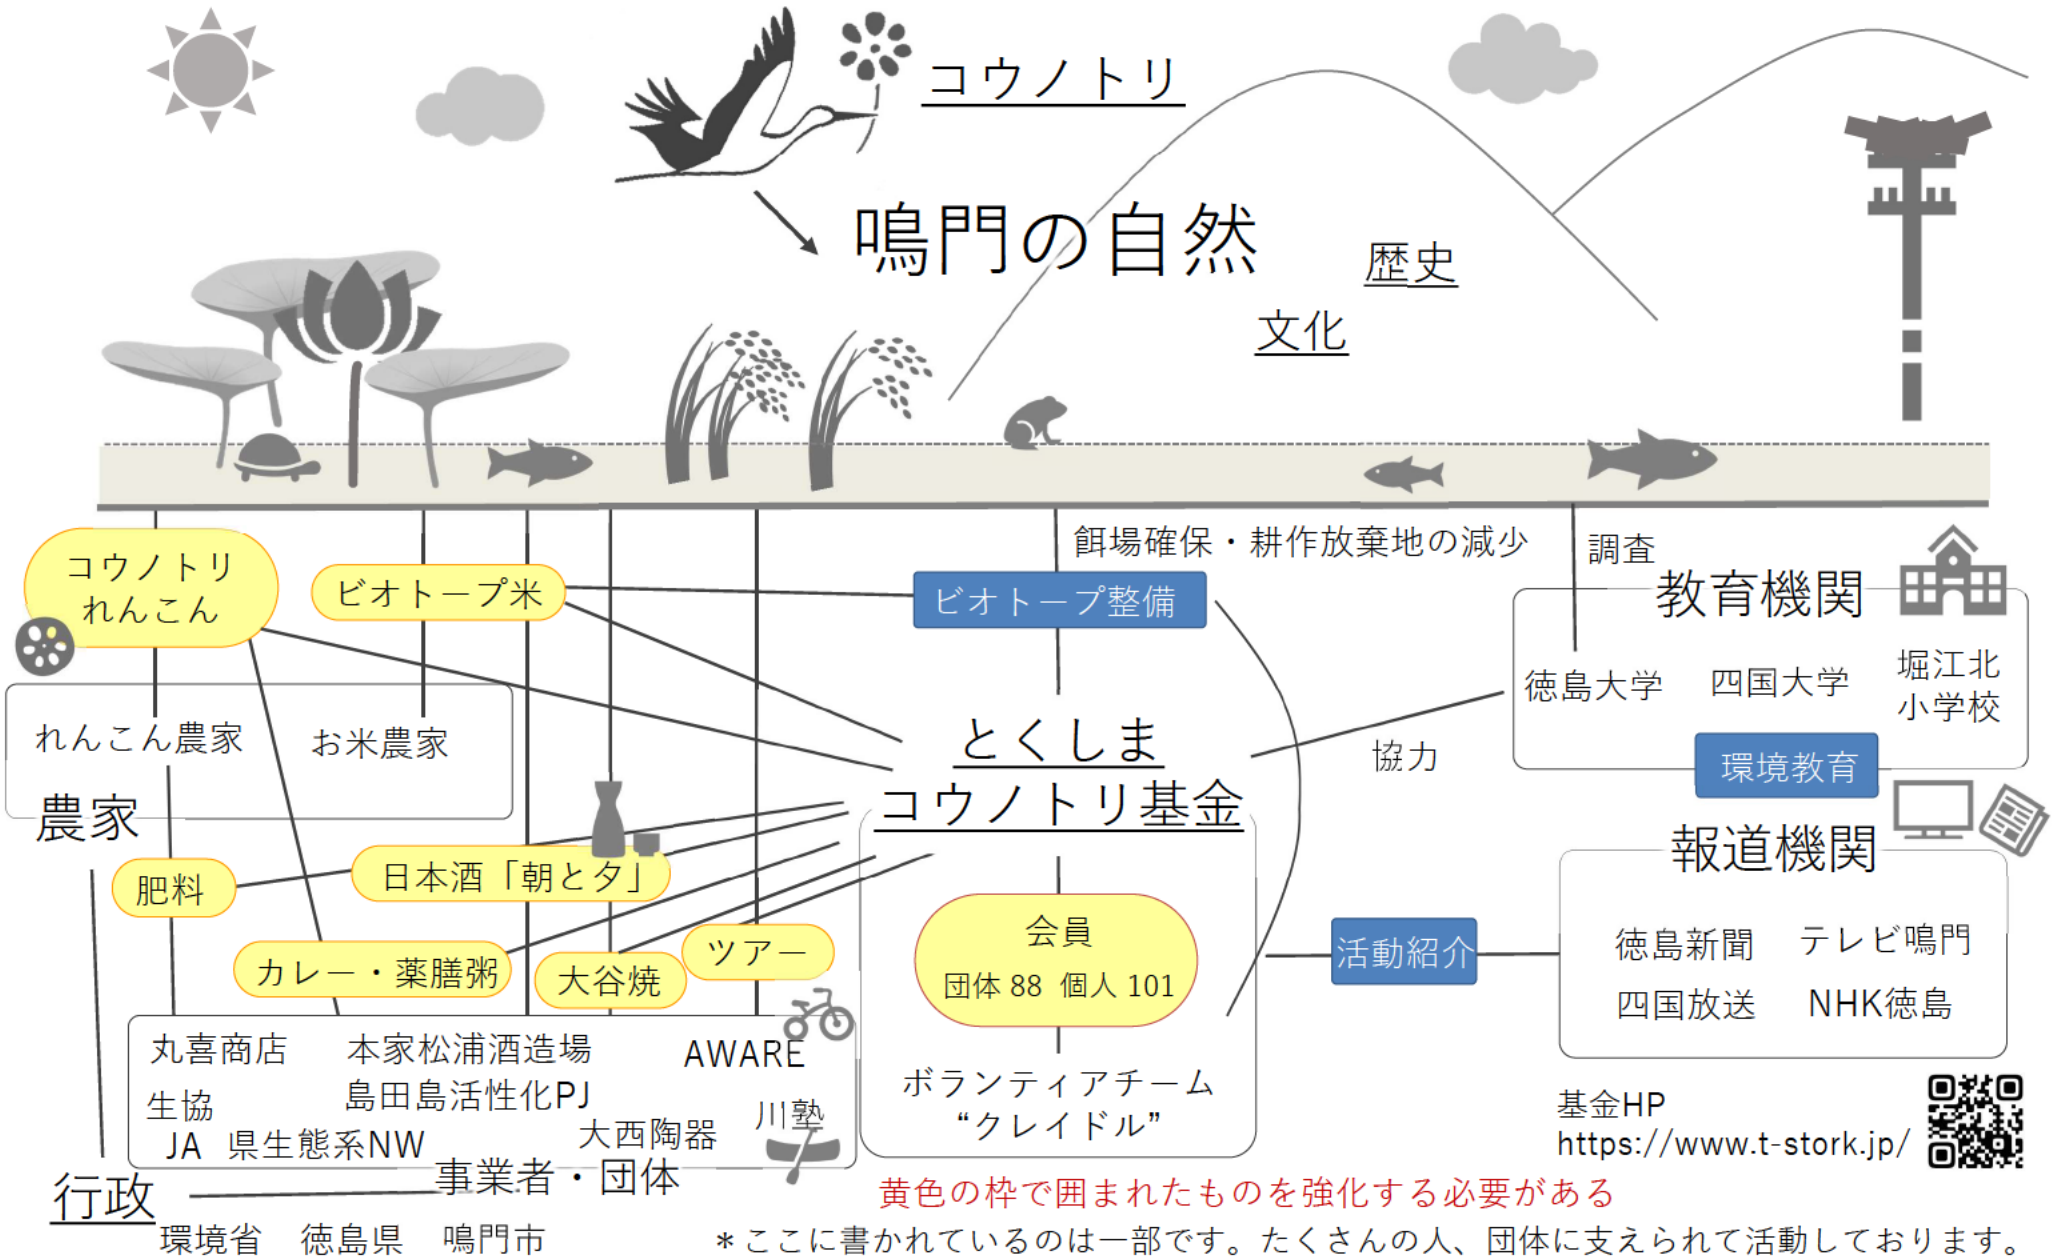 コウノトリ
鳴門の自然
歴史
文化
餌場確保・耕作放棄地の減少
調査
コウノトリ
れんこん
ビオトープ米
ビオトープ整備
教育機関
徳島大学
四国大学
堀江北
小学校
環境教育
れんこん農家
お米農家
農家
とくしま
コウノトリ基金
協力
肥料
日本酒「朝と夕」
カレー・薬膳粥
大谷焼
ツアー
会員
団体 88 個人 101
ボランティアチーム
“クレイドル”
活動紹介
報道機関
徳島新聞
テレビ鳴門
四国放送
NHK徳島
丸喜商店
本家松浦酒造場
AWARE
生協
島田島活性化PJ
川塾
JA
県生態系NW
大西陶器
事業者・団体
行政
環境省
徳島県
鳴門市
基金HP
https://www.t-stork.jp/
黄色の枠で囲まれたものを強化する必要がある
＊ここに書かれているのは一部です。たくさんの人、団体に支えられて活動しております。